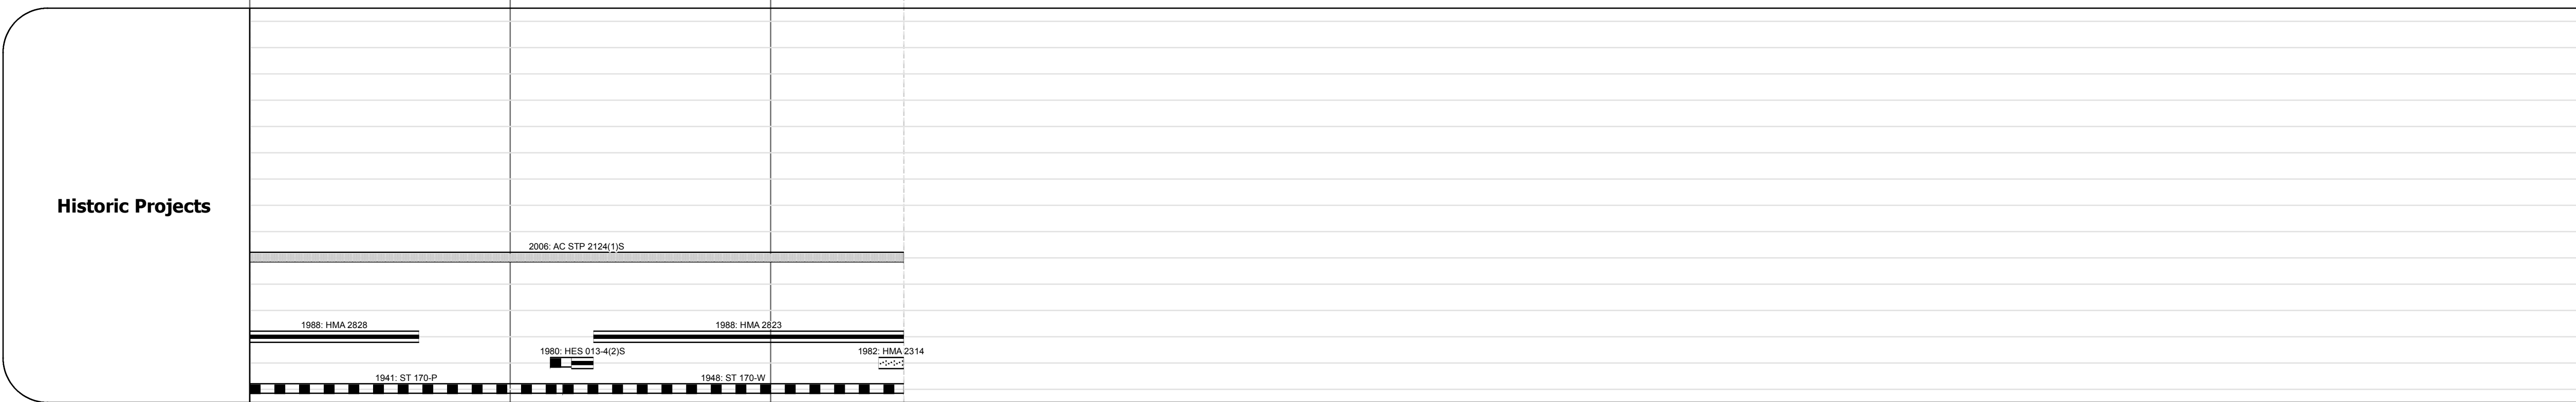 Historic Projects
2006: AC STP 2124(1)S
1988: HMA 2828
1988: HMA 2823
1980: HES 013-4(2)S
1982: HMA 2314
1941: ST 170-P
1948: ST 170-W